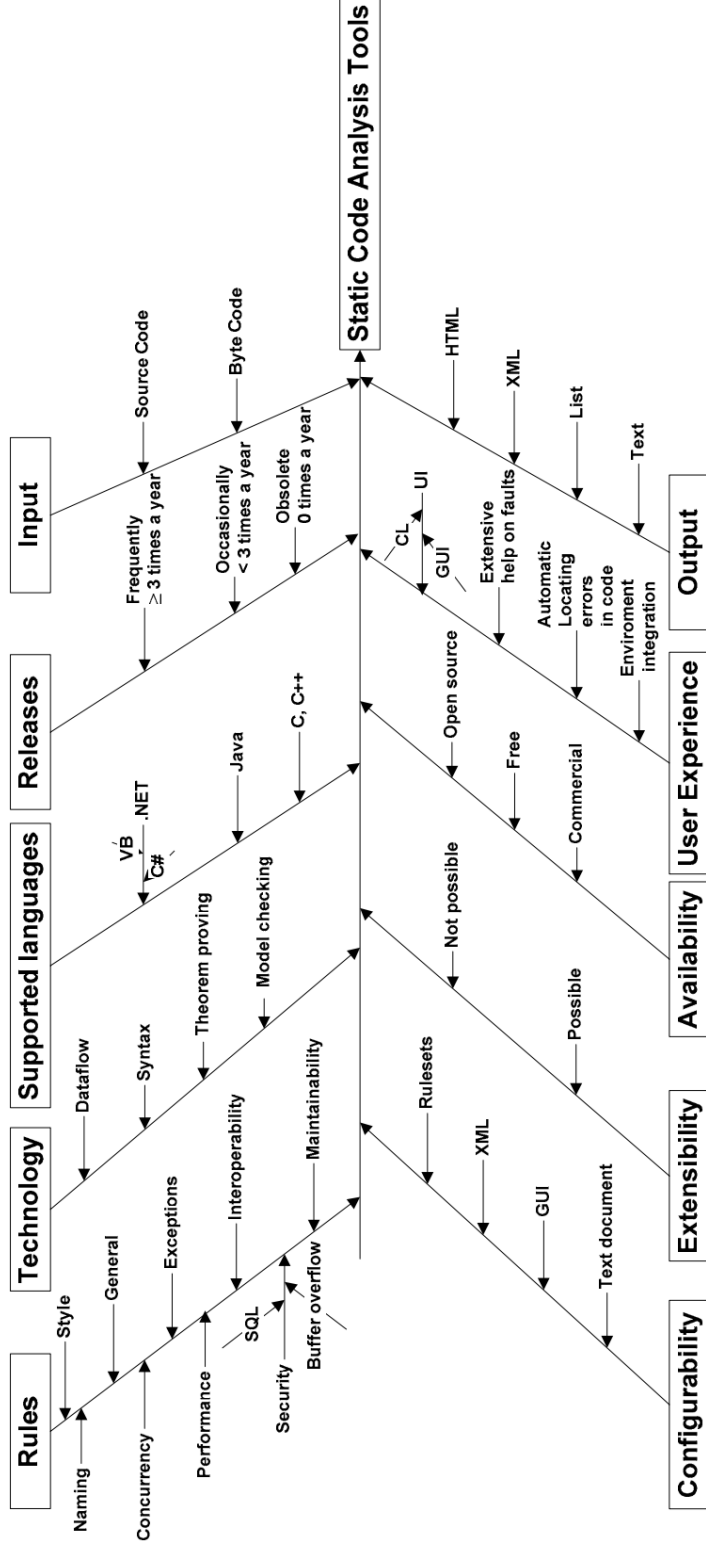 Rules
Technology
Supported languages
Releases
Input
Style
Naming
General
Concurrency
Exceptions
Performance
Interoperability
SQL
Security
Buffer overflow
Maintainability
Dataflow
Syntax
Theorem proving
Model checking
VB
.NET
C#
Java
C, C++
Frequently
≥ 3 times a year
Occasionally
< 3 times a year
Obsolete
0 times a year
Source Code
Byte Code
Static Code Analysis Tools
Rulesets
XML
GUI
Text document
Not possible
Possible
Open source
Free
Commercial
CL
UI
GUI
Extensive
help on faults
Automatic
Locating
errors
in code
Enviroment
integration
HTML
XML
List
Text
Configurability
Extensibility
Availability
User Experience
Output